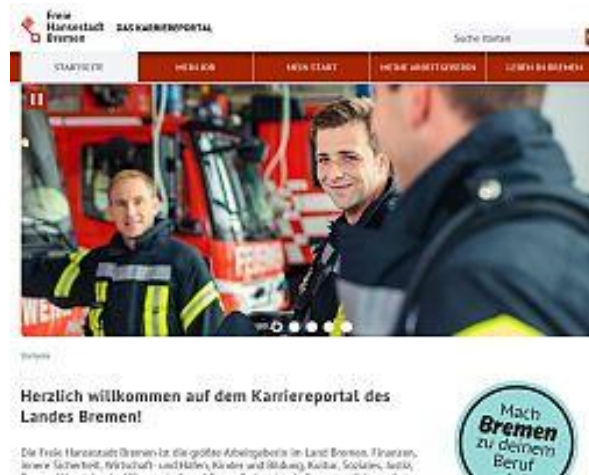 Freie
Hansestadt
Bremen
DAS KARRIEREPORTAL
Suche starten
STARTSEITE
MEIN JOB
MEIN START
MEINE ARBEITGEBERIN
LEBEN IN BREMEN
FEUER
Startseite
Herzlich willkommen auf dem Karriereportal des
Landes Bremen!
Mach
Bremen
zu deinem
Beruf
Die Freie Hansestadt Bremen ist die größte Arbeitgeberin im Land Bremen. Finanzen,
Innere Sicherheit, Wirtschaft- und Häfen, Kinder und Bildung, Kultur, Soziales, Justiz,